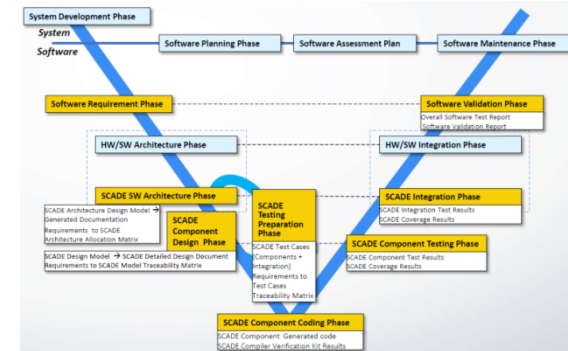 System Development Phase
System
Software
Software Planning Phase
Software Assessment Plan
Software Maintenance Phase
Software Requirement Phase
Software Validation Phase
Overall Software Test Report
Software Validation Report
HW/SW Architecture Phase
HW/SW Integration Phase
SCADE SW Architecture Phase
SCADE Architecture Design Model →
Generated Documentation
Requirements to SCADE
Architecture Allocation Matrix
SCADE
Component
Design Phase
SCADE Design Model → SCADE Detailed Design Document
Requirements to SCADE Model Traceability Matrix
SCADE
Testing
Preparation
Phase
SCADE Test Cases
(Components +
Integration)
Requirements to
Test Cases
Traceability Matrix
SCADE Integration Phase
SCADE Integration Test Results
SCADE Coverage Results
SCADE Component Testing Phase
SCADE Component Test Results
SCADE Coverage Results
SCADE Component Coding Phase
SCADE Component Generated code
SCADE Compiler Verification Kit Results